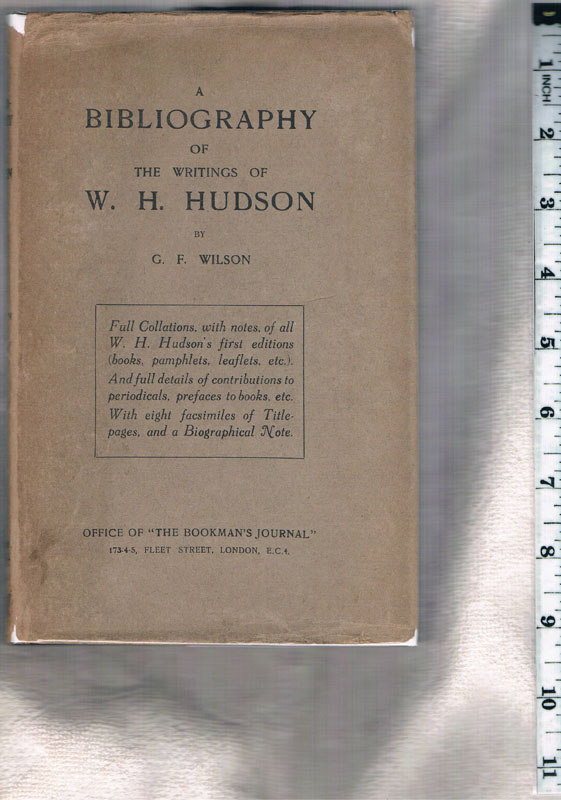 A
BIBLIOGRAPHY
OF
THE WRITINGS OF
W. H. HUDSON
BY
G. F. WILSON
Full Collations, with notes, of all
W. H. Hudson's first editions
(books, pamphlets, leaflets, etc.).
And full details of contributions to
periodicals, prefaces to books, etc.
With eight facsimiles of Title-
pages, and a Biographical Note.
OFFICE OF "THE BOOKMAN'S JOURNAL"
173-4-5, FLEET STREET, LONDON, E.C.4.
1
INCH
2
3
4
5
6
7
8
9
10
11